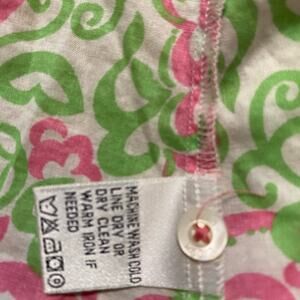 MACHINE WASH COLD
LINE DRY OR
DRY CLEAN
WARM IRON IF
NEEDED